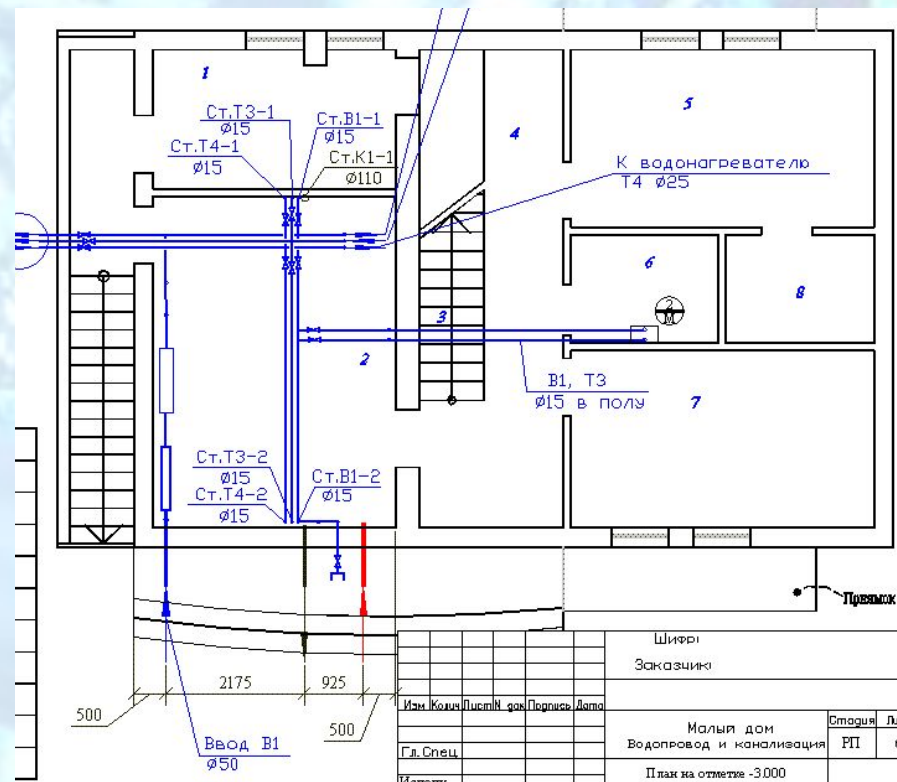 1
Ст.Т3-1
ø15
Ст.В1-1
ø15
Ст.Т4-1
ø15
Ст.К1-1
ø110
4
5
К водонагревателю
Т4 ø25
6
2
М
8
3
2
В1, Т3
ø15 в полу
7
Ст.Т3-2
ø15
Ст.Т4-2
ø15
Ст.В1-2
ø15
Приямок
2175
925
500
500
Ввод В1
ø50
Шифр:
Заказчик:
Изм Колич Лист N док Подпись Дата
Малый дом
Водопровод и канализация
Стадия
РП
Гл.Спец
План на отметке -3.000